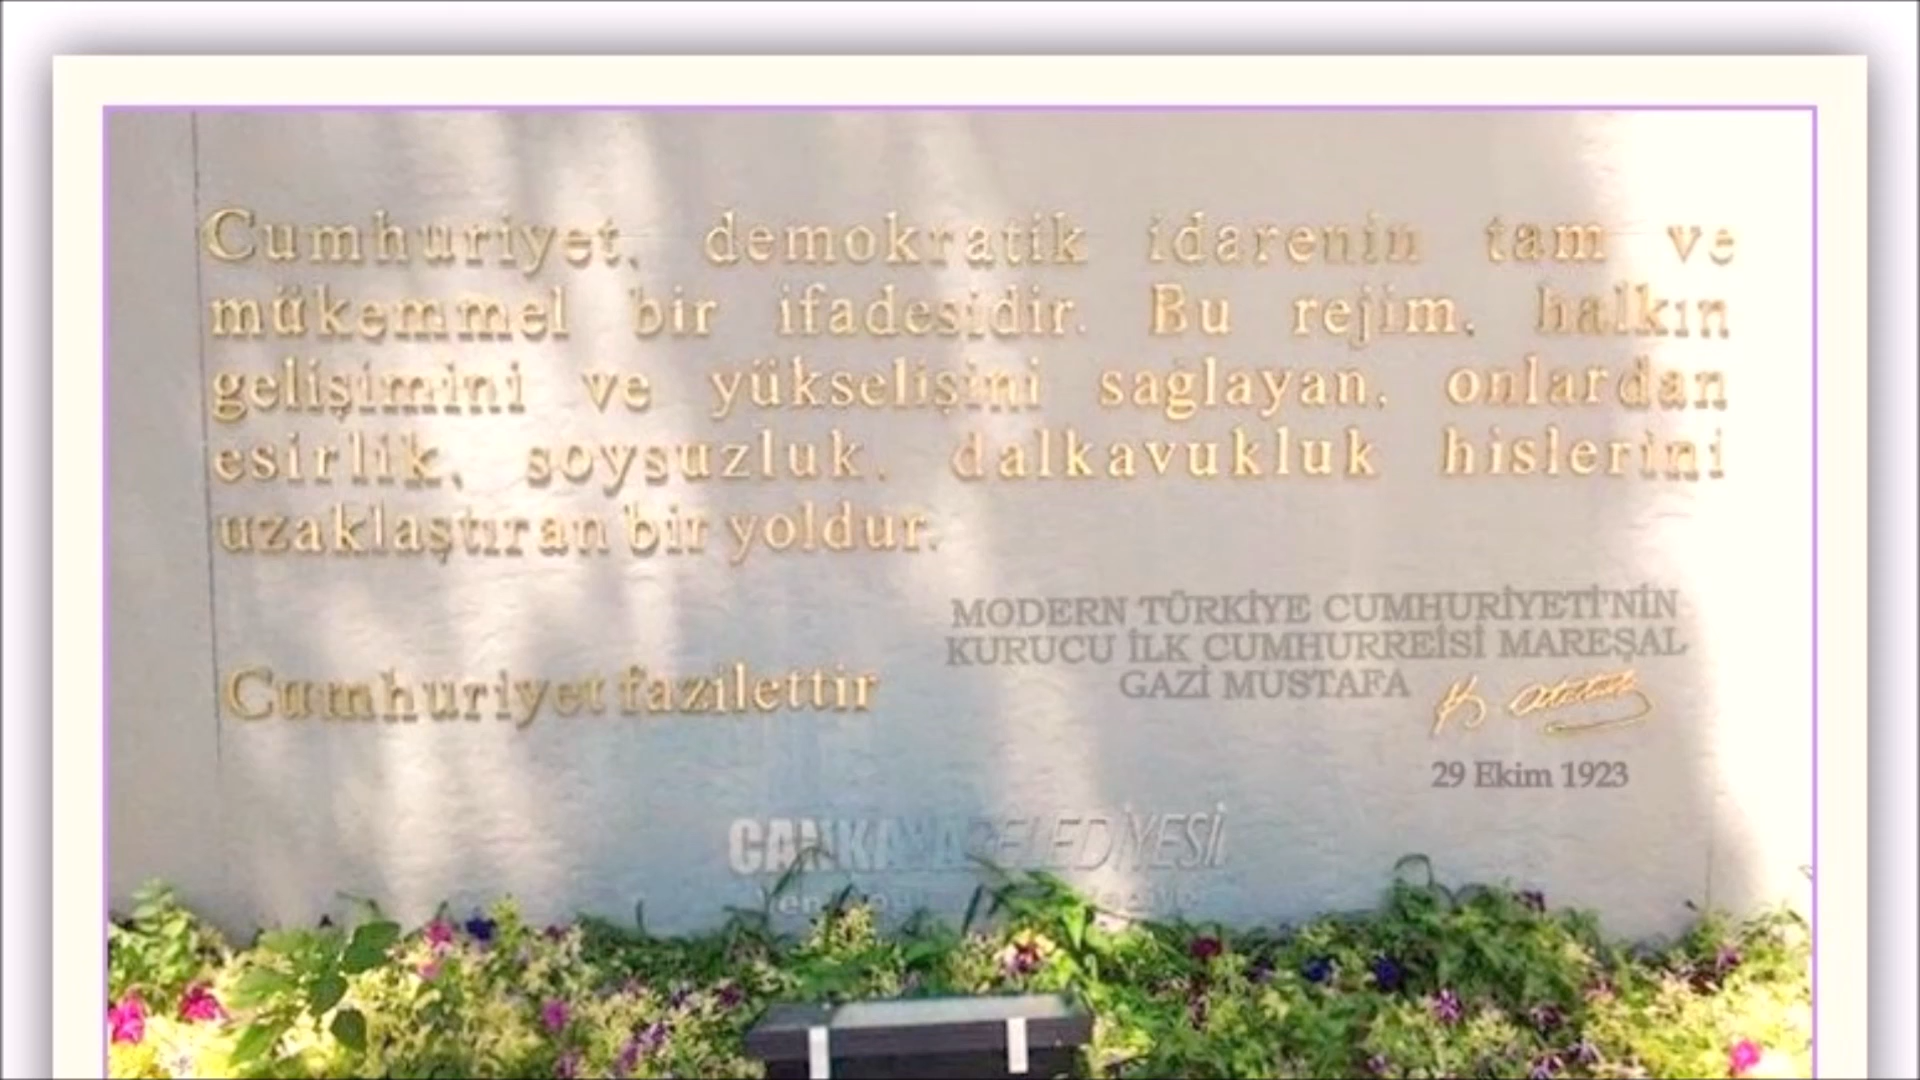 Cumhuriyet, demokratik idarenin tam ve
mükemmel bir ifadesidir. Bu rejim, halkın
gelişimini ve yükselişini sağlayan, onlardan
esirlik, soysuzluk, dalkavukluk hislerini
uzaklaştıran bir yoldur.
MODERN TÜRKİYE CUMHURİYETİ'NİN
KURUCU İLK CUMHURREİSİ MAREŞAL
GAZİ MUSTAFA K. Atatürk
Cumhuriyet fazilettir
29 Ekim 1923
ÇANKAYA BELEDİYESİ